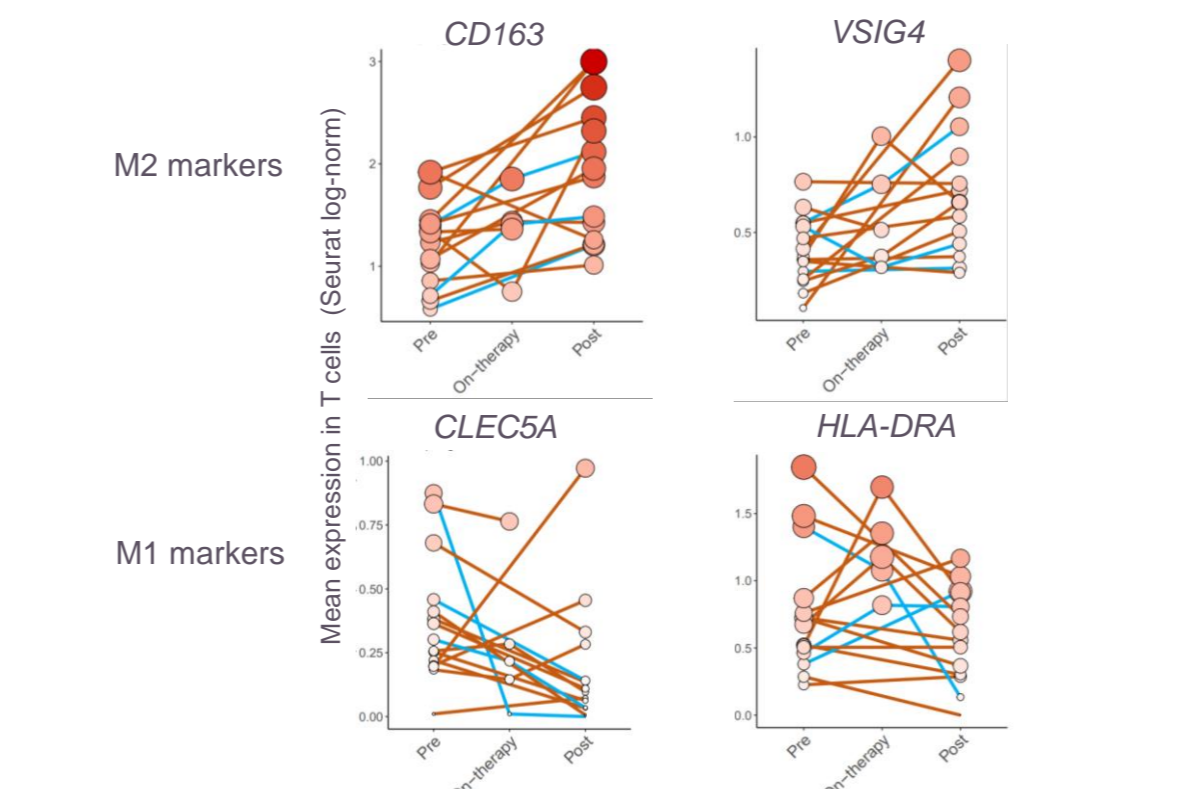 CD163
VSIG4
M2 markers
Mean expression in T cells (Seurat log-norm)
3
2
1
Pre
On-therapy
Post
1.0
0.5
Pre
On-therapy
Post
CLEC5A
HLA-DRA
M1 markers
1.00
0.75
0.50
0.25
0.00
Pre
On-therapy
Post
1.5
1.0
0.5
0.0
Pre
On-therapy
Post